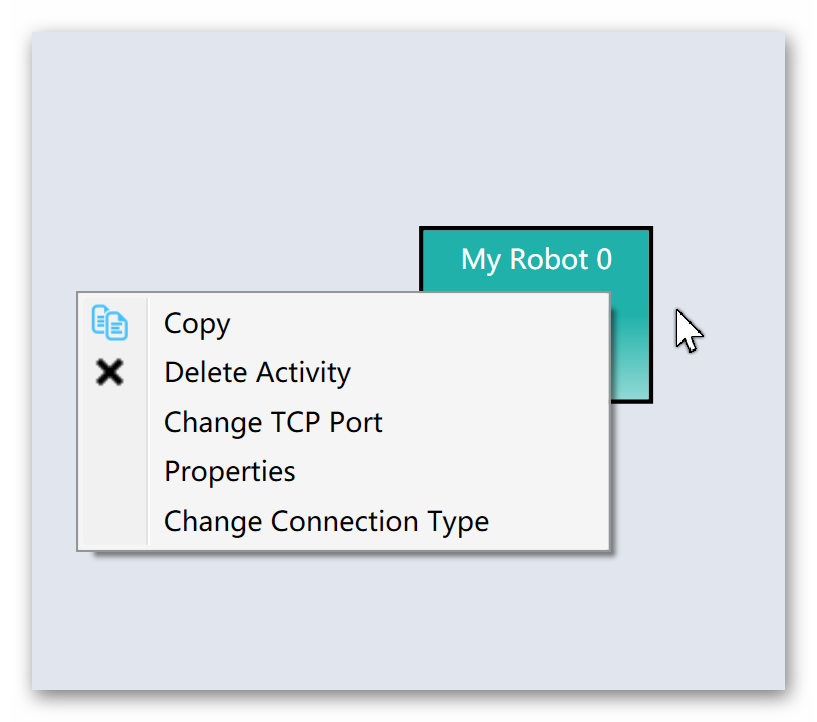 My Robot 0
Copy
Delete Activity
Change TCP Port
Properties
Change Connection Type